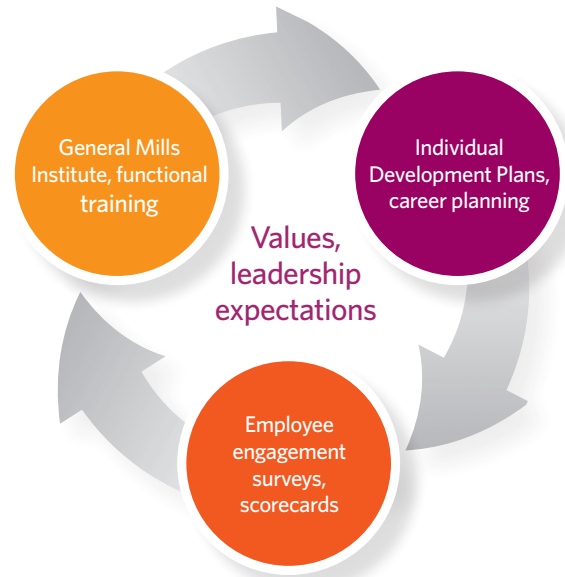 General Mills
Institute, functional
training
Individual
Development Plans,
career planning
Values,
leadership
expectations
Employee
engagement
surveys,
scorecards